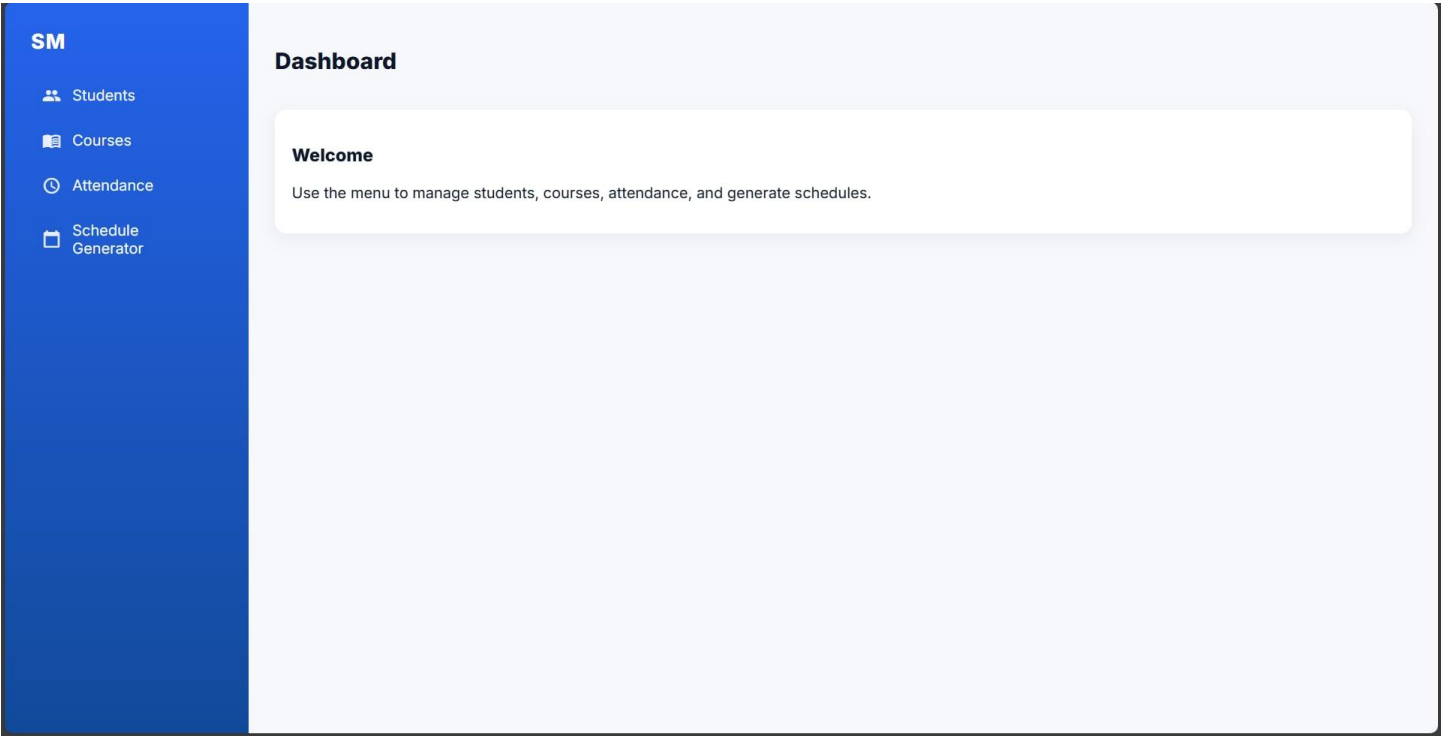 SM
Students
Courses
Attendance
Schedule
Generator
Dashboard
Welcome
Use the menu to manage students, courses, attendance, and generate schedules.